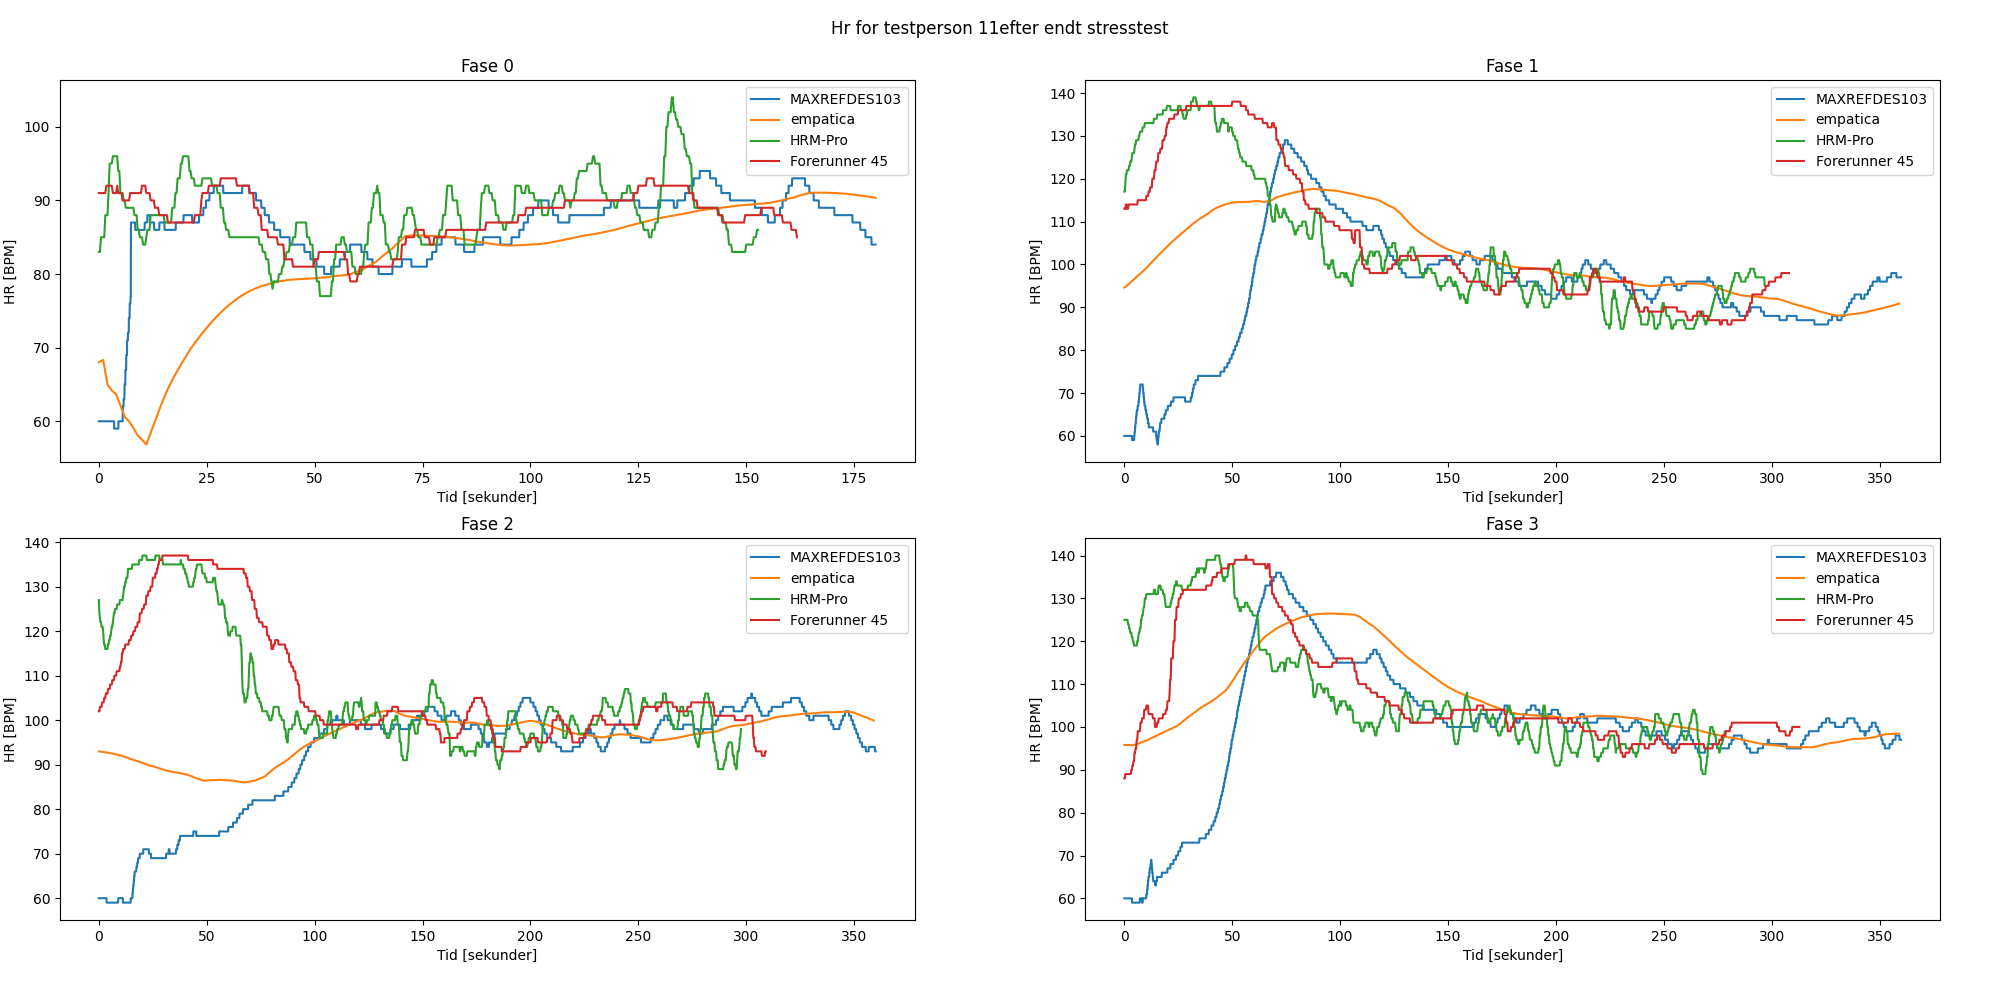 Hr for testperson 11efter endt stresstest
Fase 0
HR [BPM]
100
90
80
70
60
MAXREFDES103
empatica
HRM-Pro
Forerunner 45
0 25 50 75 100 125 150 175
Tid [sekunder]
Fase 1
HR [BPM]
140
130
120
110
100
90
80
70
60
MAXREFDES103
empatica
HRM-Pro
Forerunner 45
0 50 100 150 200 250 300 350
Tid [sekunder]
Fase 2
HR [BPM]
140
130
120
110
100
90
80
70
60
MAXREFDES103
empatica
HRM-Pro
Forerunner 45
0 50 100 150 200 250 300 350
Tid [sekunder]
Fase 3
HR [BPM]
140
130
120
110
100
90
80
70
60
MAXREFDES103
empatica
HRM-Pro
Forerunner 45
0 50 100 150 200 250 300 350
Tid [sekunder]